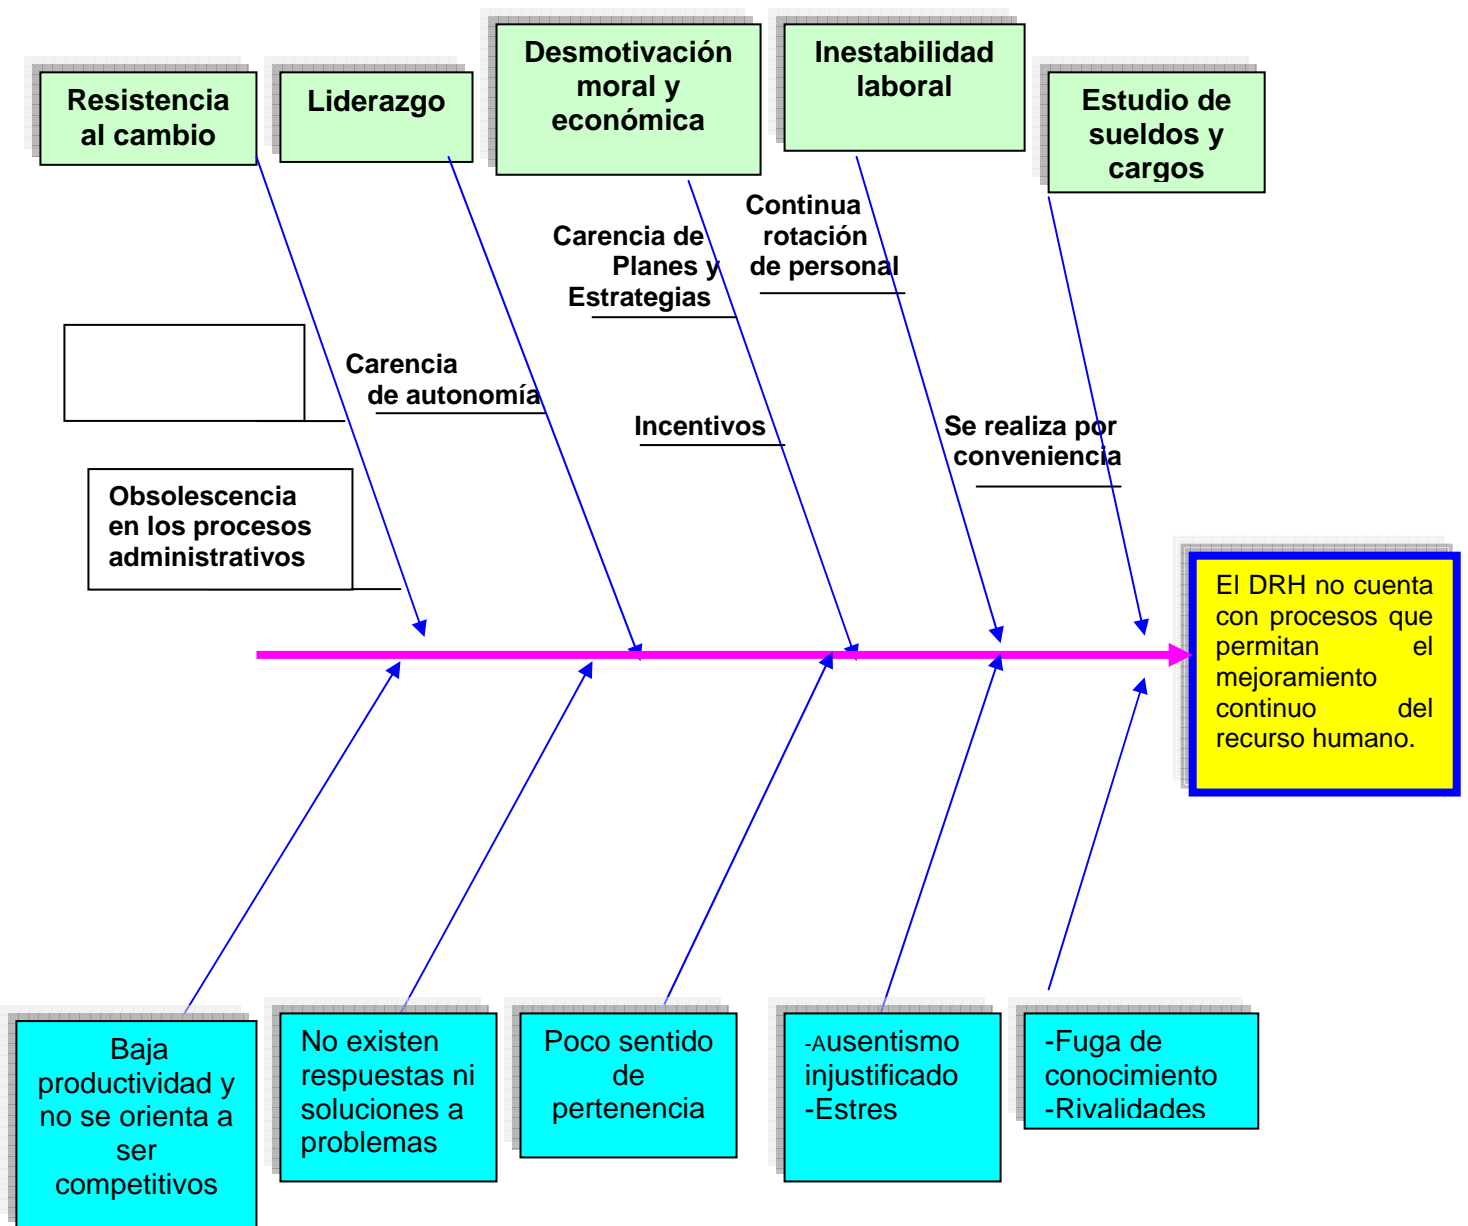 Resistencia
al cambio
Liderazgo
Desmotivación
moral y
económica
Inestabilidad
laboral
Estudio de
sueldos y
cargos
Carencia de
Planes y
Estrategias
Continua
rotación
de personal
Carencia
de autonomía
Incentivos
Se realiza por
conveniencia
Obsolescencia
en los procesos
administrativos
El DRH no cuenta
con procesos que
permitan el
mejoramiento
continuo del
recurso humano.
Baja
productividad y
no se orienta a
ser
competitivos
No existen
respuestas ni
soluciones a
problemas
Poco sentido
de
pertenencia
-Ausentismo
injustificado
-Estres
-Fuga de
conocimiento
-Rivalidades